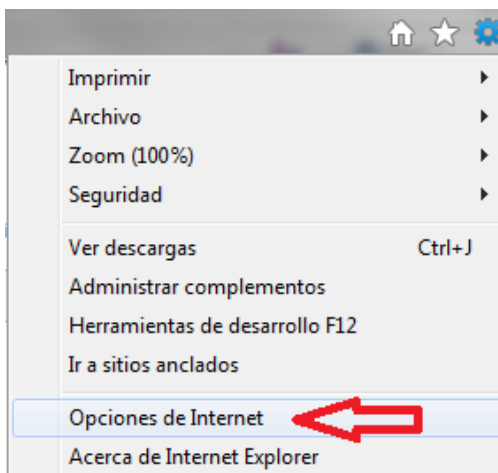 Imprimir
Archivo
Zoom (100%)
Seguridad
Ver descargas Ctrl+J
Administrar complementos
Herramientas de desarrollo F12
Ir a sitios anclados
Opciones de Internet
Acerca de Internet Explorer